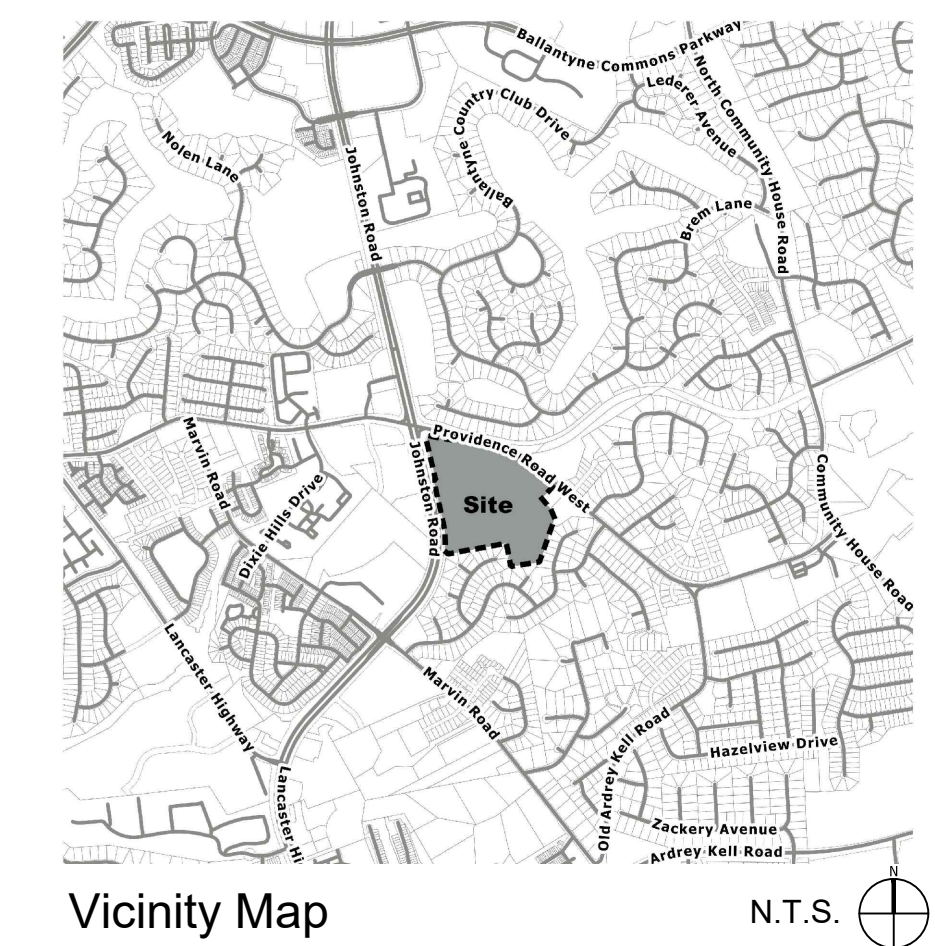 Ballantyne Commons Parkway
North Community House Road
Lederer Avenue
Ballantyne Country Club Drive
Nolen Lane
Johnston Road
Brem Lane
Providence Road West
Marvin Road
Johnston Road
Site
Dixie Hills Drive
Community House Road
Lancaster Highway
Marvin Road
Old Ardrey Kell Road
Hazelview Drive
Lancaster Hi
Zackery Avenue
Ardrey Kell Road
N
Vicinity Map
N.T.S.